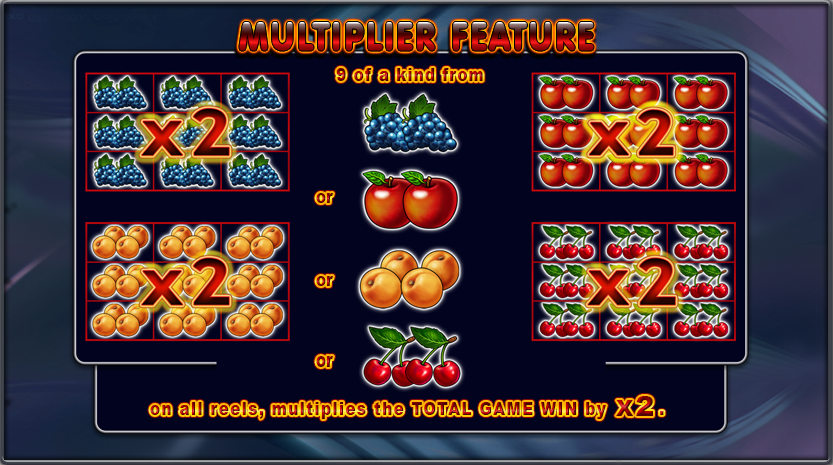 MULTIPLIER FEATURE
9 of a kind from
x2
x2
or
or
x2
x2
or
on all reels, multiplies the TOTAL GAME WIN by x2.